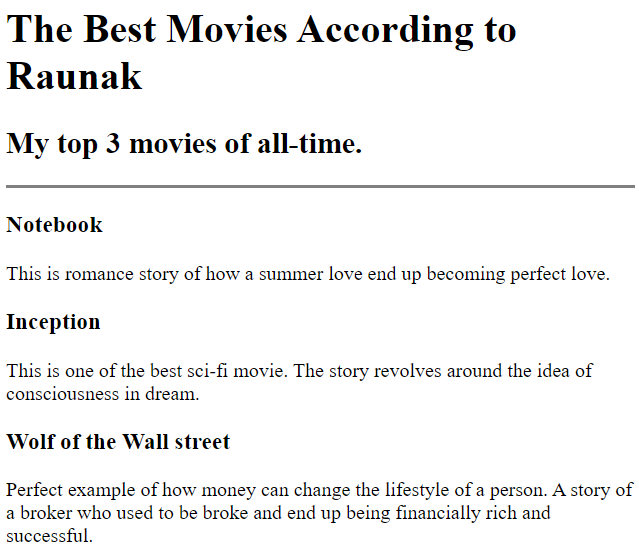 The Best Movies According to
Raunak
My top 3 movies of all-time.
Notebook
This is romance story of how a summer love end up becoming perfect love.
Inception
This is one of the best sci-fi movie. The story revolves around the idea of
consciousness in dream.
Wolf of the Wall street
Perfect example of how money can change the lifestyle of a person. A story of
a broker who used to be broke and end up being financially rich and
successful.